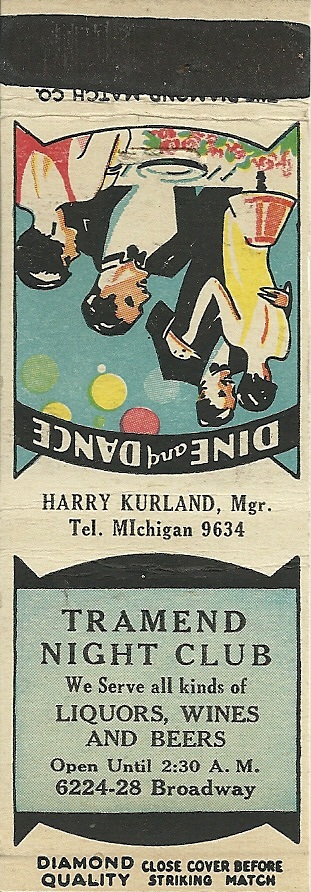 THE DIAMOND MATCH CO.
DINE and DANCE
HARRY KURLAND, Mgr.
Tel. MIchigan 9634
TRAMEND
NIGHT CLUB
We Serve all kinds of
LIQUORS, WINES
AND BEERS
Open Until 2:30 A. M.
6224-28 Broadway
DIAMOND QUALITY
CLOSE COVER BEFORE STRIKING MATCH